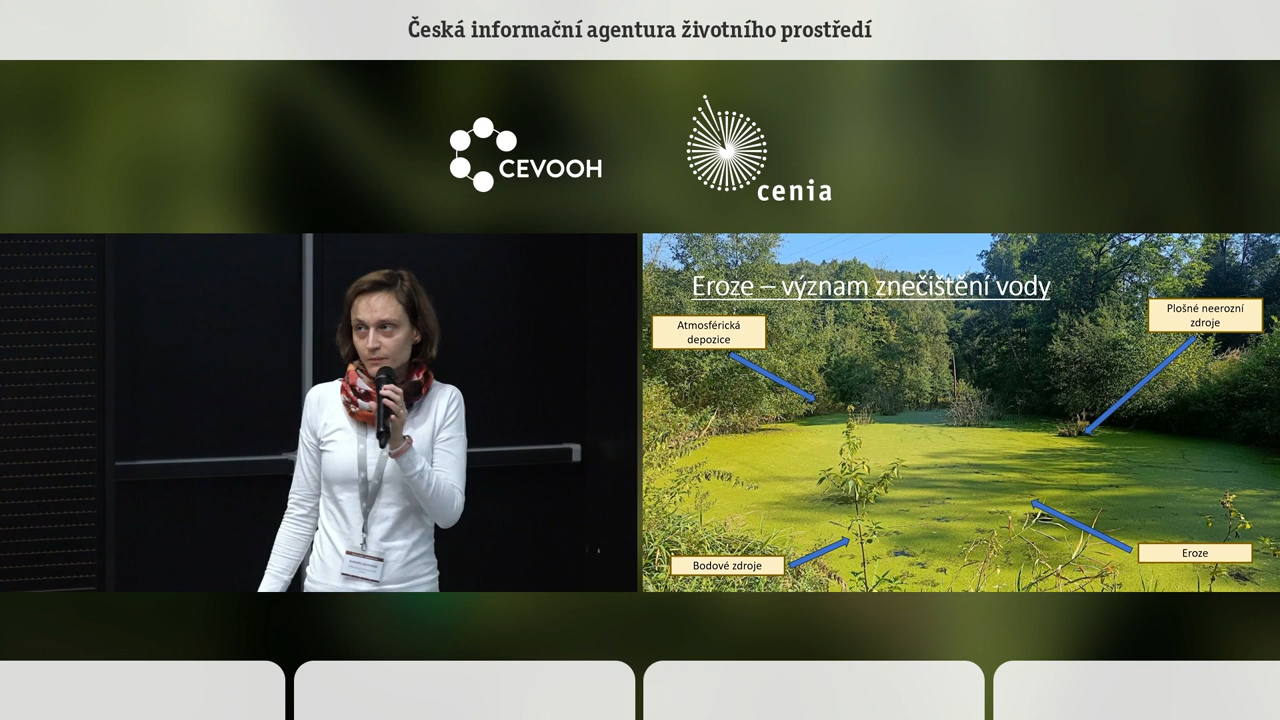 Česká informační agentura životního prostředí
CEVOOH
cenia
Eroze – význam znečištění vody
Atmosférická
depozice
Plošné neerozní
zdroje
Bodové zdroje
Eroze